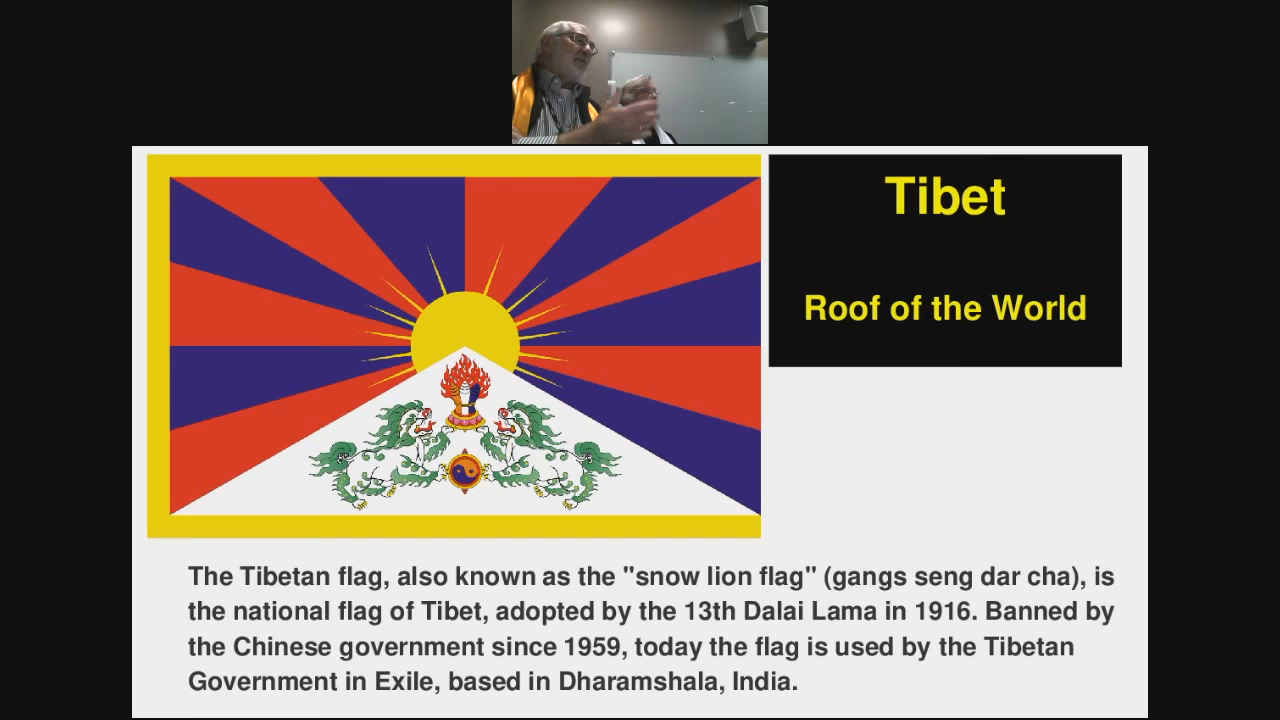 Tibet
Roof of the World
The Tibetan flag, also known as the "snow lion flag" (gangs seng dar cha), is
the national flag of Tibet, adopted by the 13th Dalai Lama in 1916. Banned by
the Chinese government since 1959, today the flag is used by the Tibetan
Government in Exile, based in Dharamshala, India.